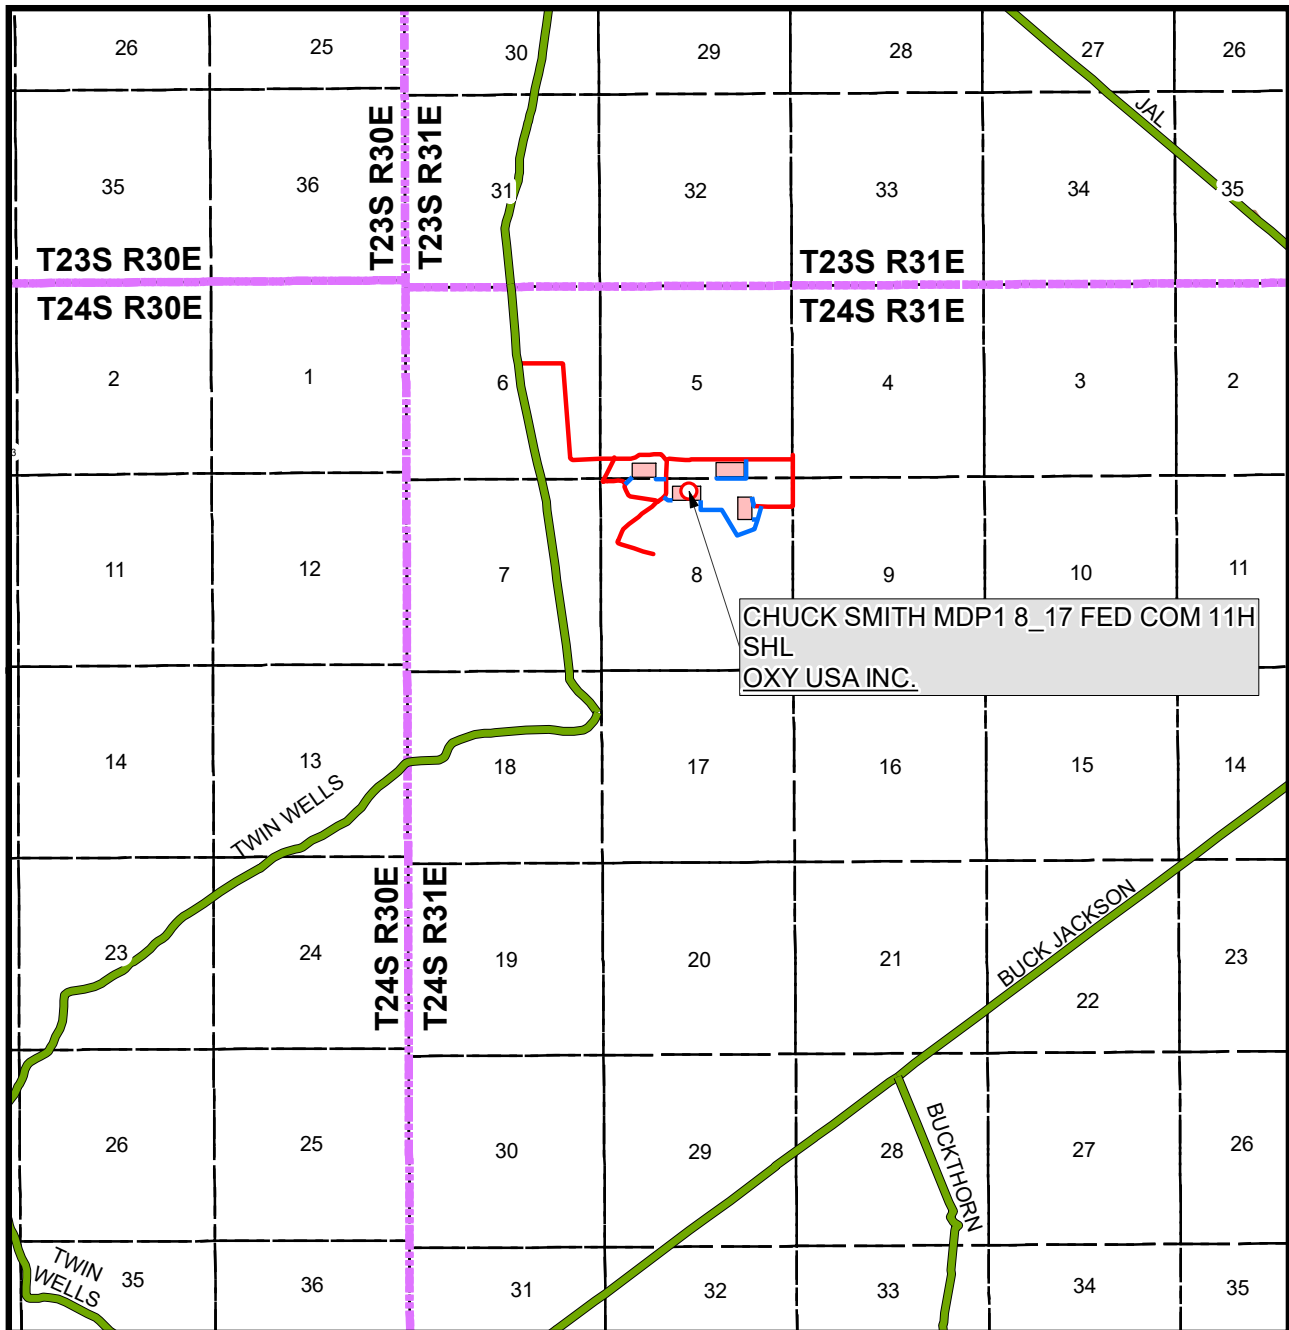 26 25 30 29 28 27 26
JAL
T23S R30E
T23S R31E
35 36 31 32 33 34 35
T23S R30E
T23S R31E
T24S R30E
T24S R31E
2 1 6 5 4 3 2
3
11 12 7 8 9 10 11
CHUCK SMITH MDP1 8_17 FED COM 11H
SHL
OXY USA INC.
14 13 18 17 16 15 14
TWIN WELLS
T24S R30E
T24S R31E
BUCK JACKSON
23 24 19 20 21 22 23
26 25 30 29 28 27 26
BUCKTHORN
TWIN
WELLS
35 36 31 32 33 34 35